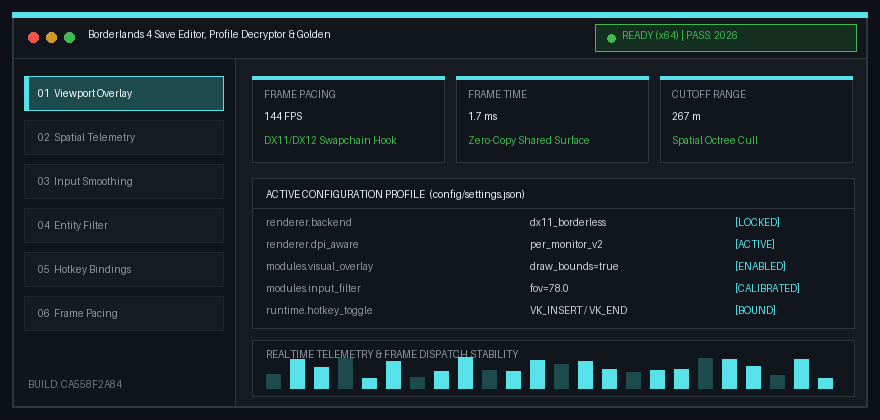 Borderlands 4 Save Editor, Profile Decryptor & Golden
READY (x64) | PASS: 2026
01 Viewport Overlay
02 Spatial Telemetry
03 Input Smoothing
04 Entity Filter
05 Hotkey Bindings
06 Frame Pacing
BUILD: CA558F2A84
FRAME PACING
144 FPS
DX11/DX12 Swapchain Hook
FRAME TIME
1.7 ms
Zero-Copy Shared Surface
CUTOFF RANGE
267 m
Spatial Octree Cull
ACTIVE CONFIGURATION PROFILE (config/settings.json)
renderer.backend dx11_borderless [LOCKED]
renderer.dpi_aware per_monitor_v2 [ACTIVE]
modules.visual_overlay draw_bounds=true [ENABLED]
modules.input_filter fov=78.0 [CALIBRATED]
runtime.hotkey_toggle VK_INSERT / VK_END [BOUND]
REALTIME TELEMETRY & FRAME DISPATCH STABILITY